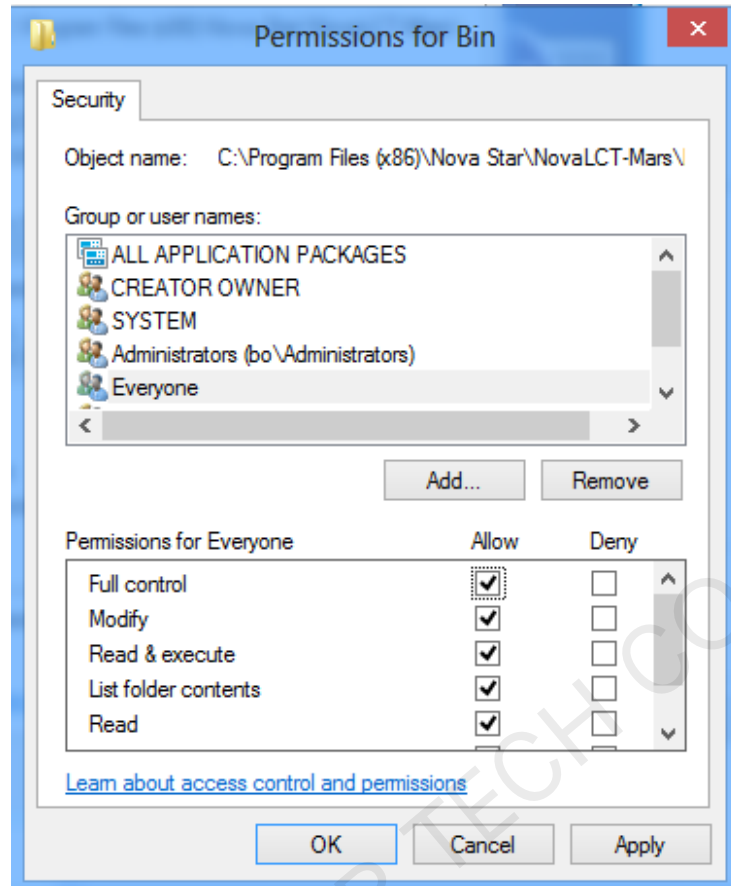 Permissions for Bin
Security
Object name: C:\Program Files (x86)\Nova Star\NovaLCT-Mars\
Group or user names:
ALL APPLICATION PACKAGES
CREATOR OWNER
SYSTEM
Administrators (bo\Administrators)
Everyone
Add... Remove
Permissions for Everyone Allow Deny
Full control
Modify
Read & execute
List folder contents
Read
Learn about access control and permissions
OK Cancel Apply
TECH